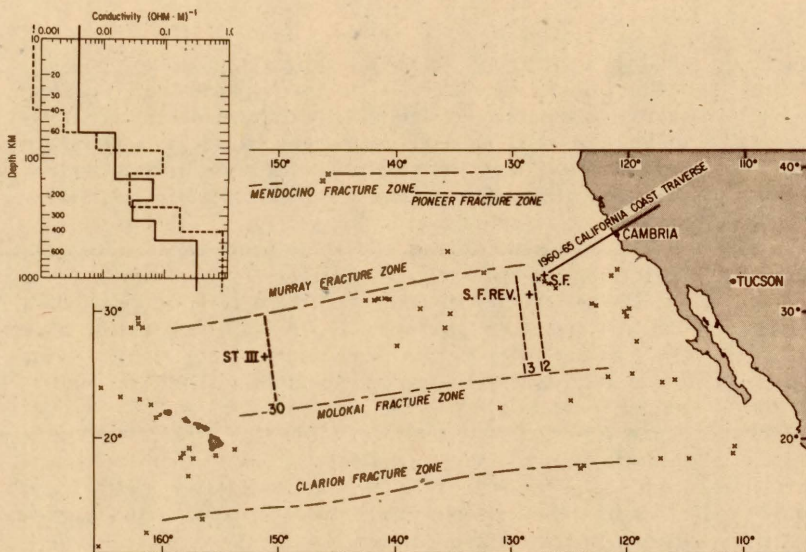 Conductivity (OHM - M)⁻¹
0.001 0.01 0.1
10
20
30
40
60
100
200
300
400
600
1000
Depth KM
150° 140° 130° 120° 110°
40°
MENDOCINO FRACTURE ZONE
PIONEER FRACTURE ZONE
1960-65 CALIFORNIA COAST TRAVERSE
CAMBRIA
MURRAY FRACTURE ZONE
S.F.
S. F. REV.
TUCSON
30°
30°
ST III
13 12
30
MOLOKAI FRACTURE ZONE
20°
20°
CLARION FRACTURE ZONE
160° 150° 140° 130° 120° 110°